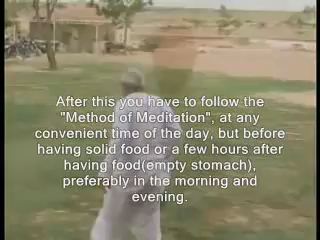 After this you have to follow the
"Method of Meditation", at any
convenient time of the day, but before
having solid food or a few hours after
having food(empty stomach),
preferably in the morning and
evening.